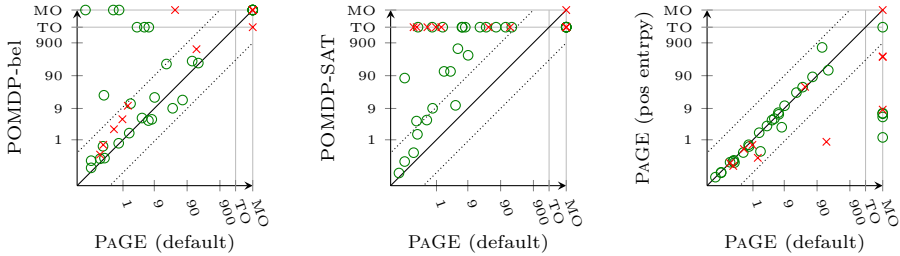 POMDP-bel
MO
TO
900
90
9
1
1
9
90
900
TO
MO
PAGE (default)
POMDP-SAT
MO
TO
900
90
9
1
1
9
90
900
TO
MO
PAGE (default)
PAGE (pos entrpy)
MO
TO
900
90
9
1
1
9
90
900
TO
MO
PAGE (default)